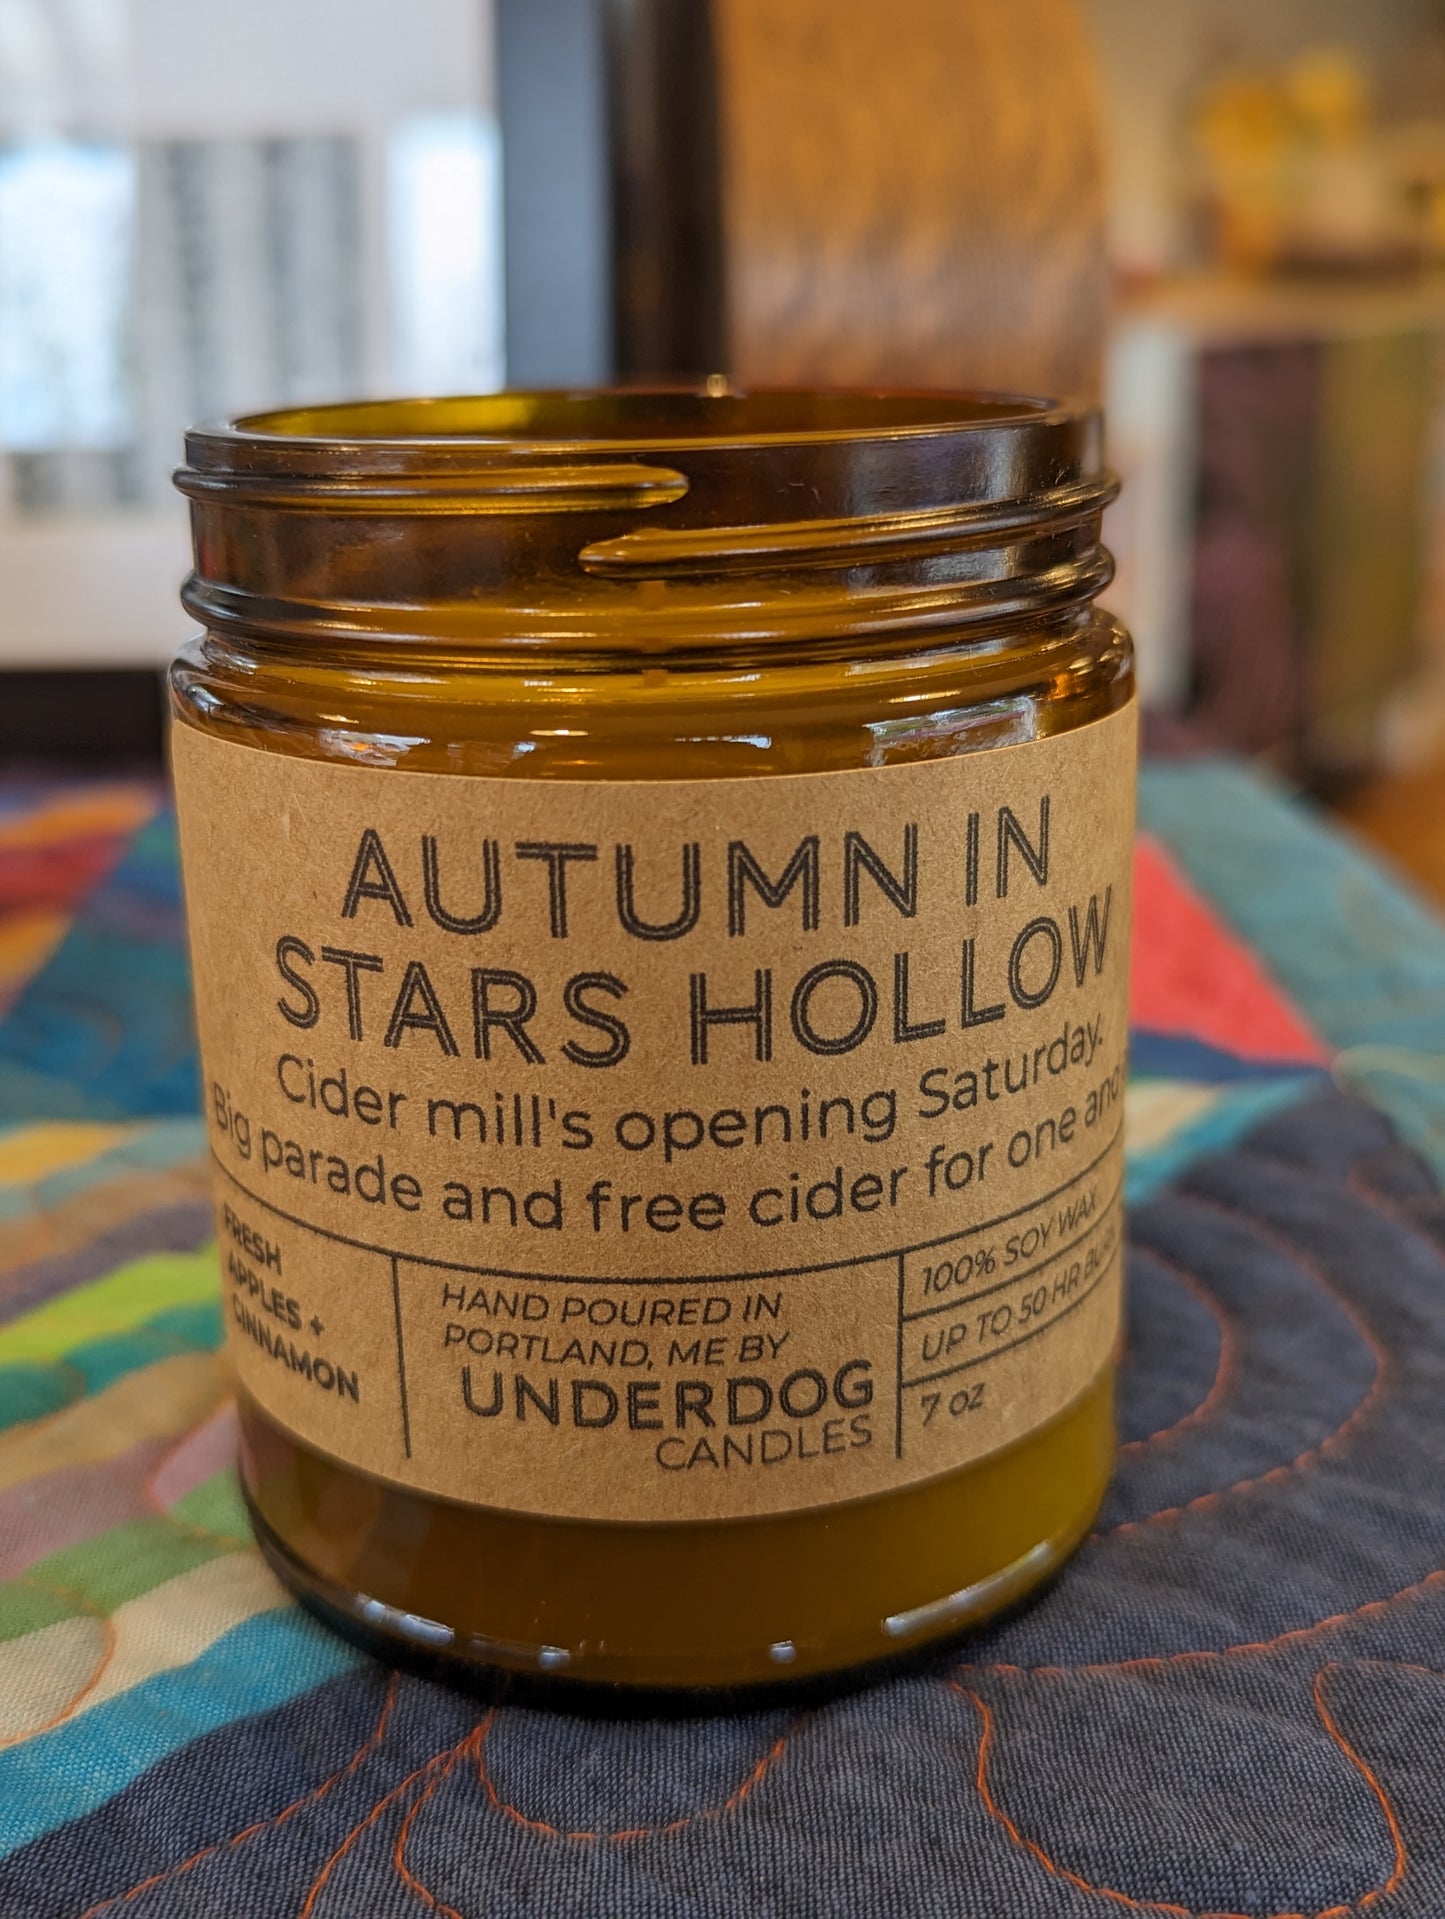 AUTUMN IN
STARS HOLLOW
Cider mill's opening Saturday.
Big parade and free cider for one and
FRESH
APPLES +
CINNAMON
HAND POURED IN
PORTLAND, ME BY
UNDERDOG
CANDLES
100% SOY WAX
UP TO 50 HR BURN
7 oz